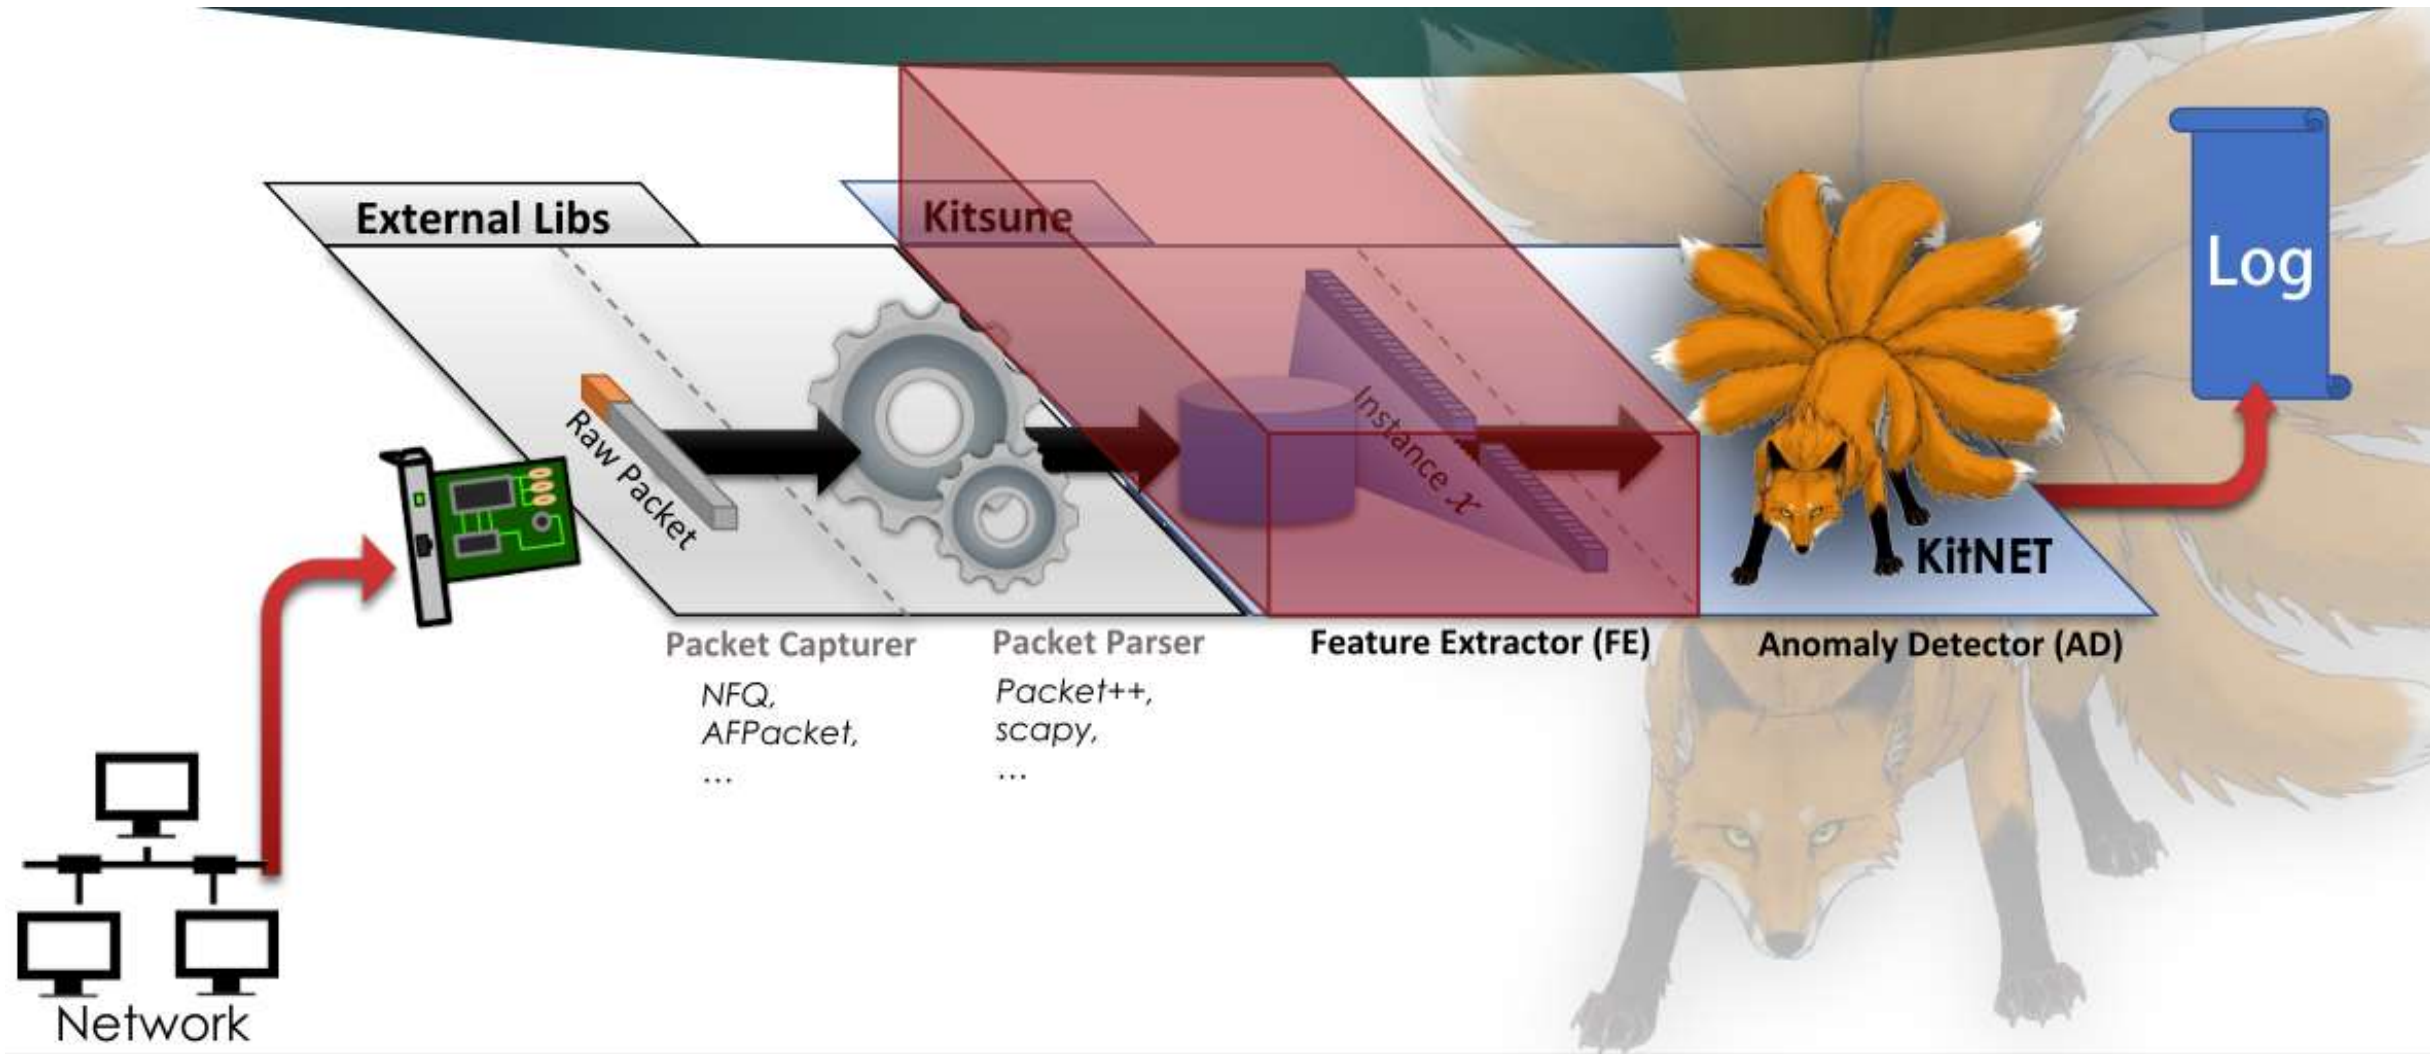 External Libs
Kitsune
Log
Raw Packet
Instance x
KitNET
Packet Capturer
NFQ,
AFPacket,
...
Packet Parser
Packet++,
scapy,
...
Feature Extractor (FE)
Anomaly Detector (AD)
Network